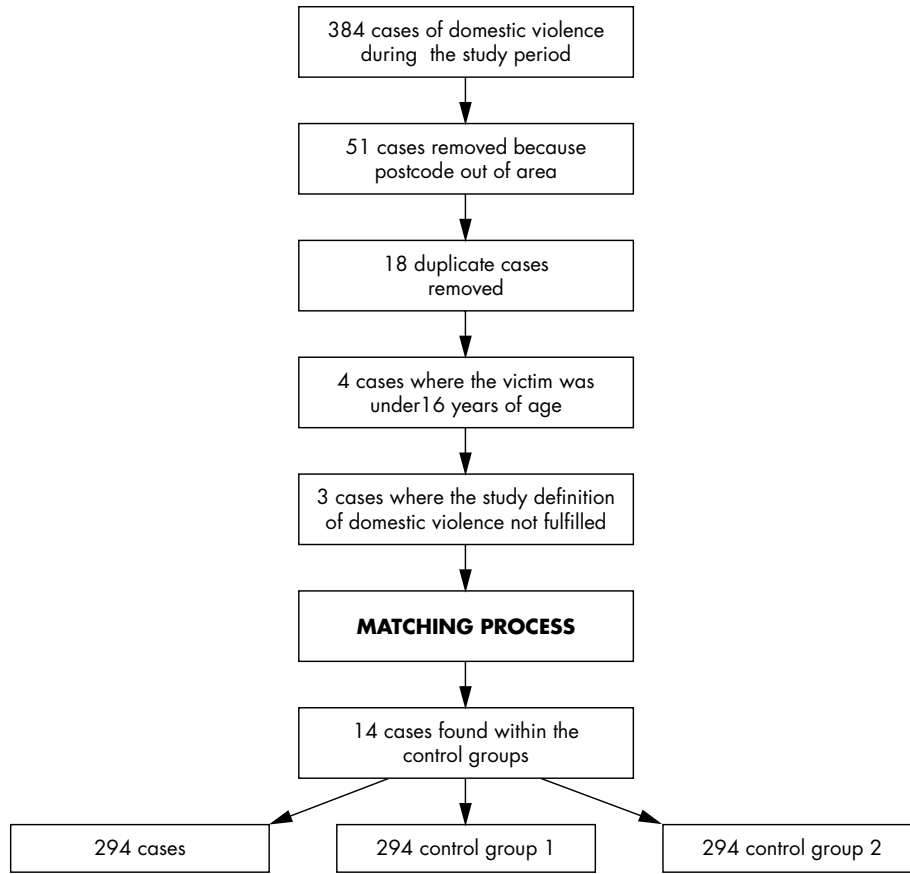 384 cases of domestic violence
during the study period
51 cases removed because
postcode out of area
18 duplicate cases
removed
4 cases where the victim was
under16 years of age
3 cases where the study definition
of domestic violence not fulfilled
MATCHING PROCESS
14 cases found within the
control groups
294 cases
294 control group 1
294 control group 2